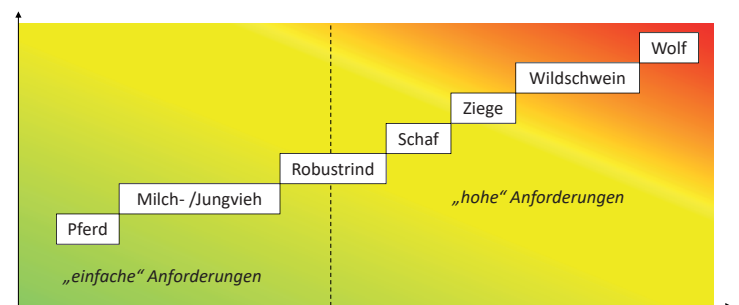 Wolf
Wildschwein
Ziege
Schaf
Robustrind
Milch- /Jungvieh
„hohe“ Anforderungen
Pferd
„einfache“ Anforderungen